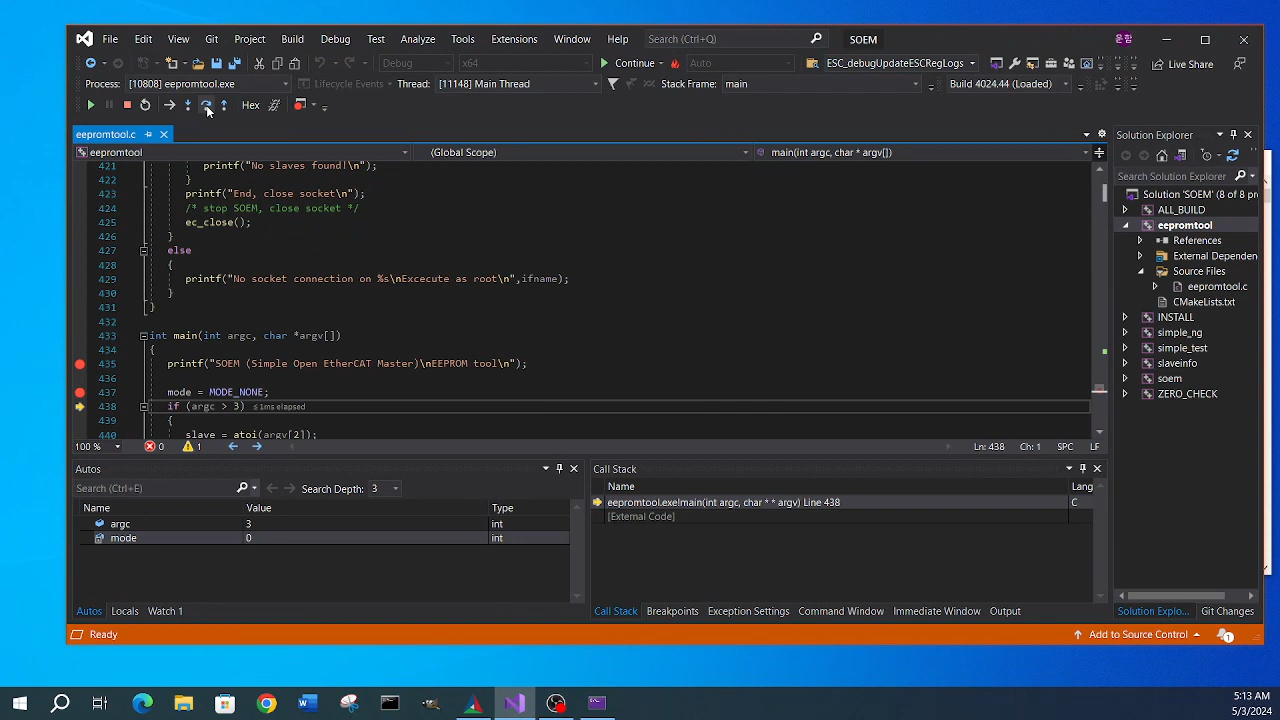 File Edit View Git Project Build Debug Test Analyze Tools Extensions Window Help Search (Ctrl+Q) SOEM 운함
Debug x64 Continue Auto ESC_debugUpdateESCRegLogs Live Share
Process: [10808] eepromtool.exe Lifecycle Events Thread: [11148] Main Thread Stack Frame: main Build 4024.44 (Loaded)
Hex
eepromtool.c
eepromtool (Global Scope) main(int argc, char * argv[])
421 printf("No slaves found!\n");
422 }
423 printf("End, close socket\n");
424 /* stop SOEM, close socket */
425 ec_close();
426 }
427 else
428 {
429 printf("No socket connection on %s\nExcecute as root\n",ifname);
430 }
431 }
432
433 int main(int argc, char *argv[])
434 {
435 printf("SOEM (Simple Open EtherCAT Master)\nEEPROM tool\n");
436
437 mode = MODE_NONE;
438 if (argc > 3) ≤1ms elapsed
439 {
440 slave = atoi(argv[2]);
100 % 0 1 Ln: 438 Ch: 1 SPC LF
Autos
Search (Ctrl+E) Search Depth: 3
Name Value Type
argc 3 int
mode 0 int
Autos Locals Watch 1
Call Stack
Name Lang
eepromtool.exe!main(int argc, char * * argv) Line 438 C
[External Code]
Call Stack Breakpoints Exception Settings Command Window Immediate Window Output
Solution Explorer
Search Solution Explorer
Solution 'SOEM' (8 of 8 pr
ALL_BUILD
eepromtool
References
External Dependen
Source Files
eepromtool.c
CMakeLists.txt
INSTALL
simple_ng
simple_test
slaveinfo
soem
ZERO_CHECK
Solution Explo... Git Changes
Ready Add to Source Control 1
5:13 AM
5/3/2024